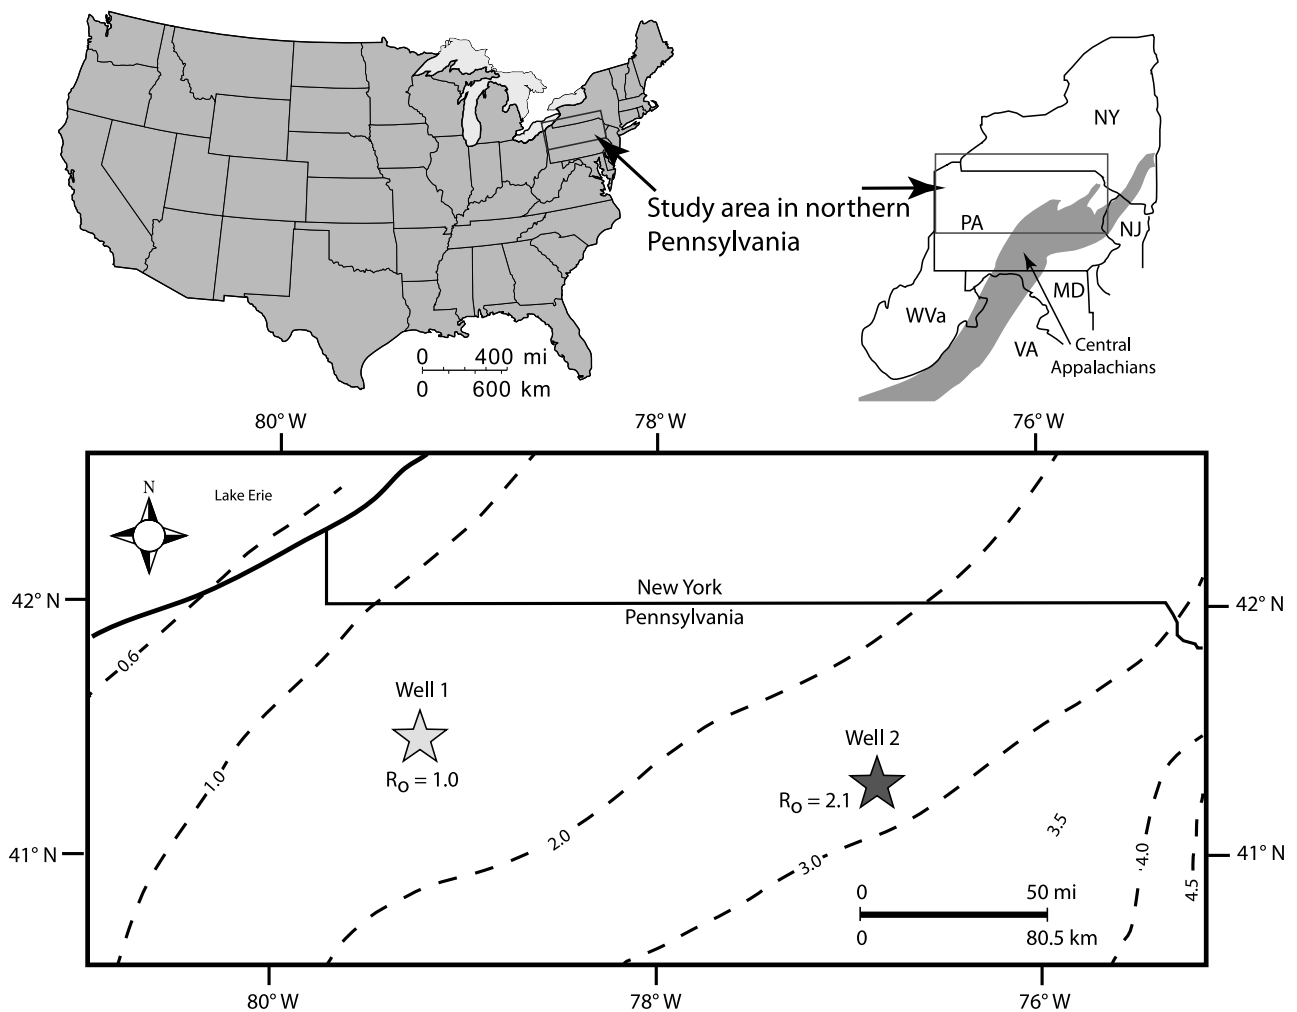 NY
Study area in northern
Pennsylvania
PA
NJ
MD
WVa
VA
Central
Appalachians
0 400 mi
0 600 km
80° W 78° W 76° W
N
Lake Erie
42° N
New York
Pennsylvania
42° N
0.6
Well 1
Ro = 1.0
1.0
Well 2
Ro = 2.1
2.0
3.0
3.5
4.0
4.5
41° N
41° N
0 50 mi
0 80.5 km
80° W 78° W 76° W